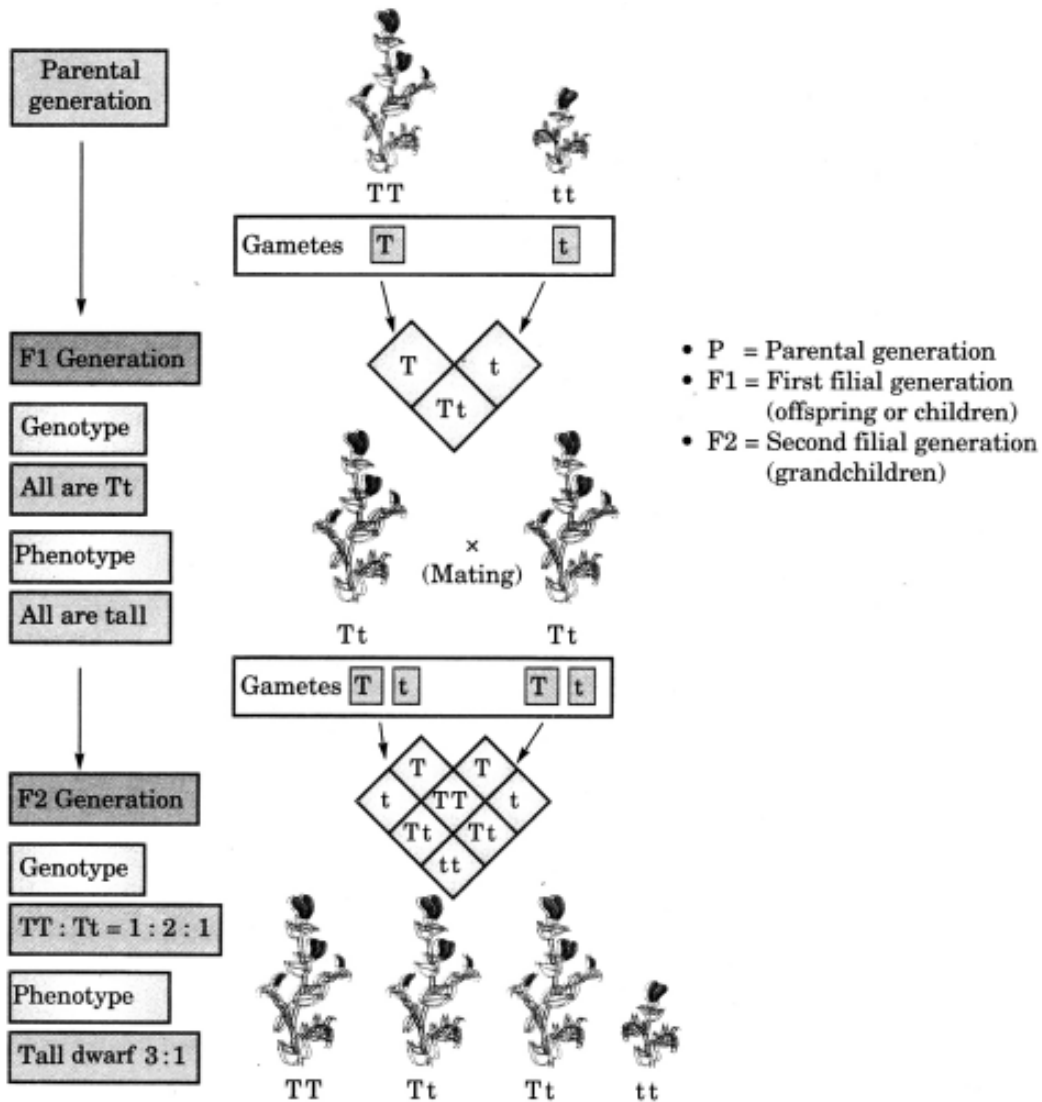 Parental
generation
TT
tt
Gametes T t
F1 Generation
T t
Tt
Genotype
All are Tt
Phenotype
All are tall
×
(Mating)
Tt
Tt
• P = Parental generation
• F1 = First filial generation
(offspring or children)
• F2 = Second filial generation
(grandchildren)
Gametes T t T t
F2 Generation
T T
t TT t
Tt Tt
tt
Genotype
TT : Tt = 1 : 2 : 1
Phenotype
Tall dwarf 3 : 1
TT Tt Tt tt